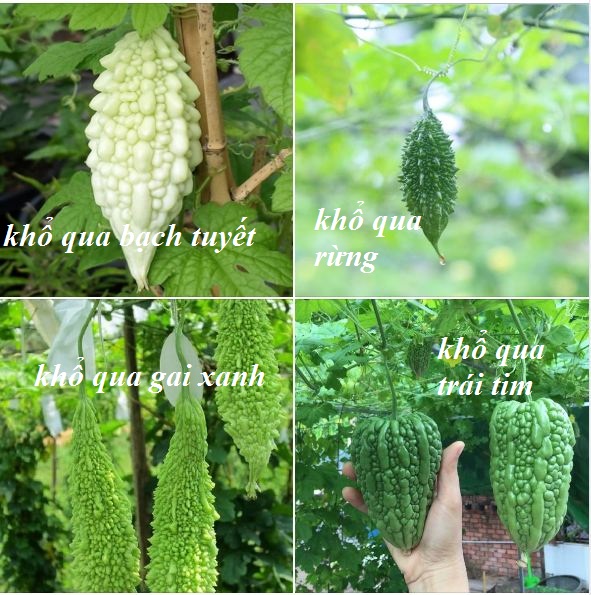 khổ qua bạch tuyết
khổ qua
rừng
khổ qua gai xanh
khổ qua
trái tim